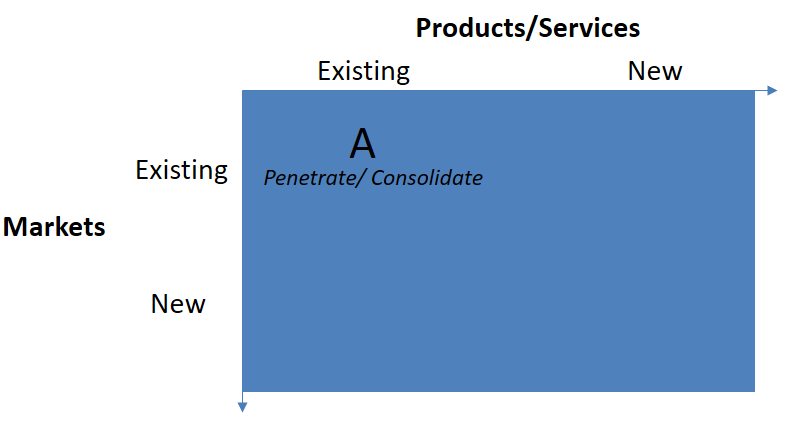 Products/Services
Existing New
A
Existing
Penetrate/ Consolidate
Markets
New